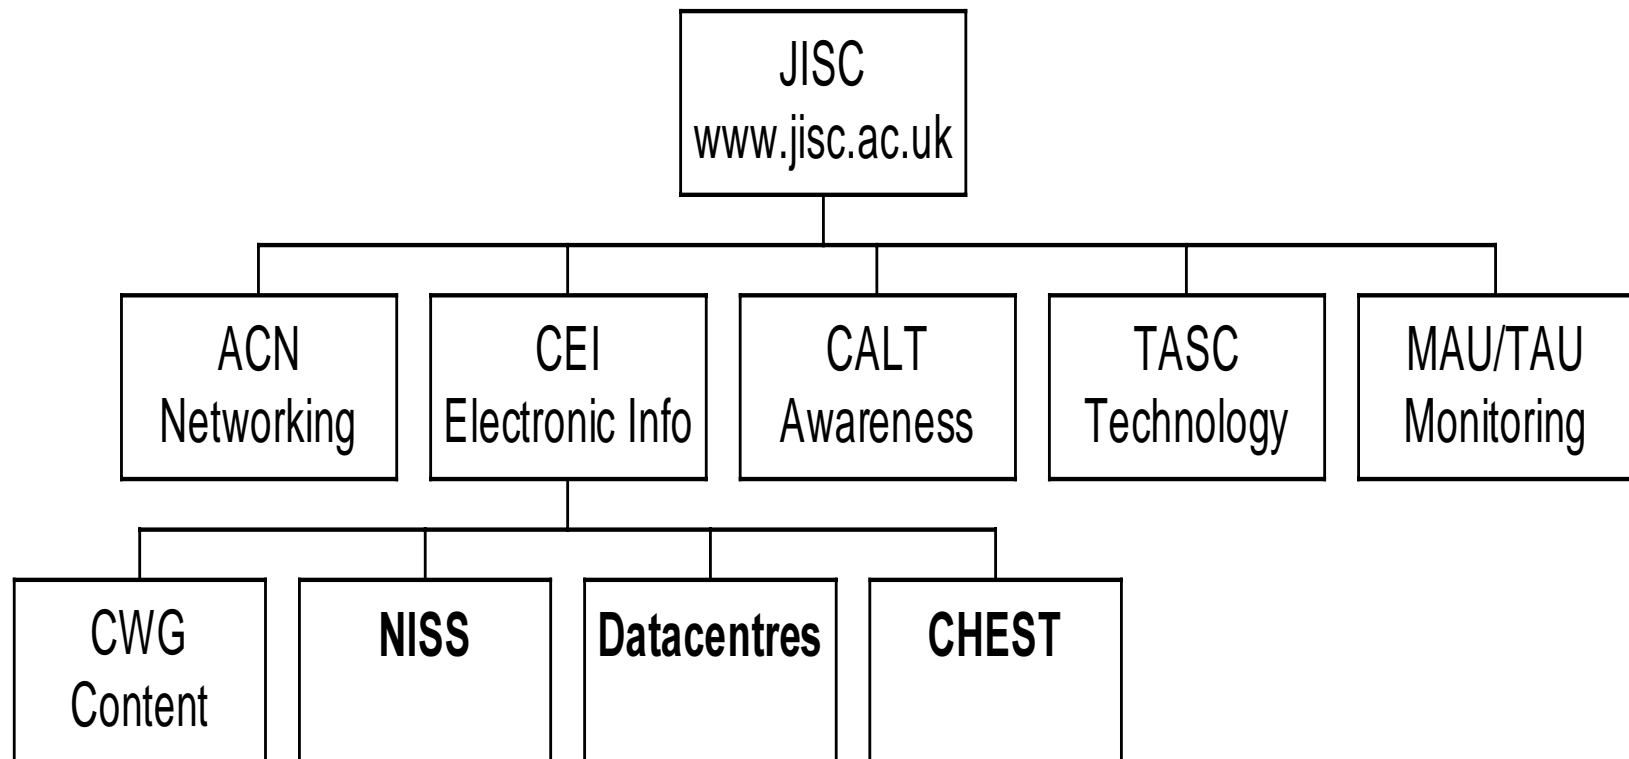 JISC
www.jisc.ac.uk
ACN
Networking
CEI
Electronic Info
CALT
Awareness
TASC
Technology
MAU/TAU
Monitoring
CWG
Content
NISS
Datacentres
CHEST